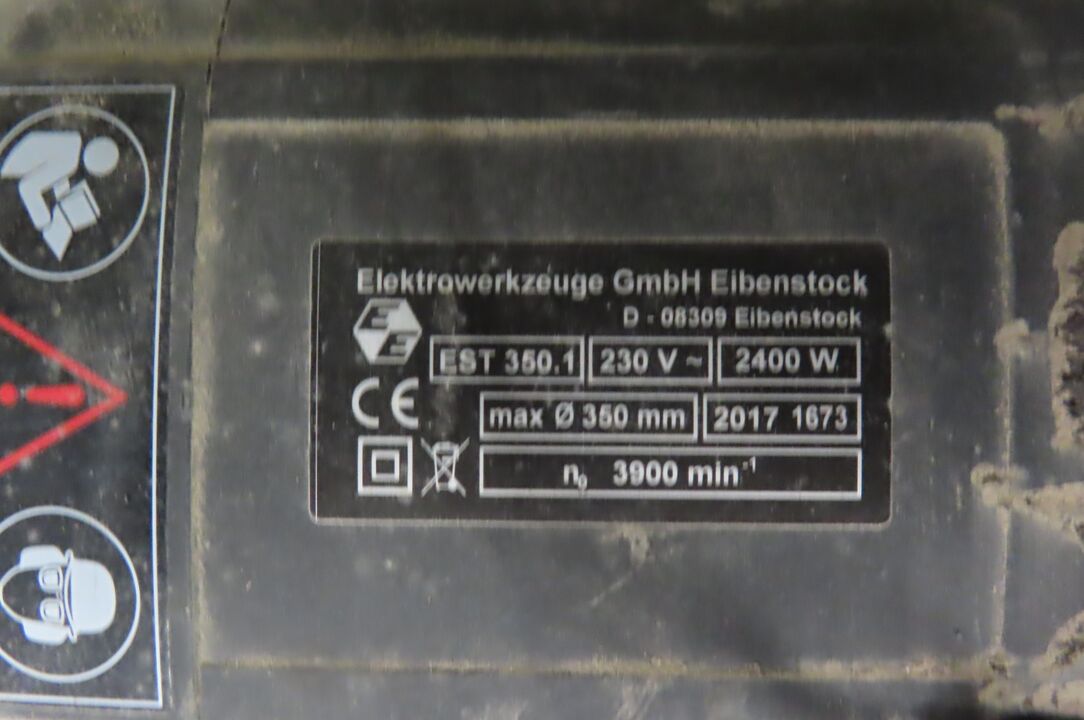 Elektrowerkzeuge GmbH Eibenstock
D - 08309 Eibenstock
EST 350.1 230 V ~ 2400 W
CE max Ø 350 mm 2017 1673
n₀ 3900 min⁻¹